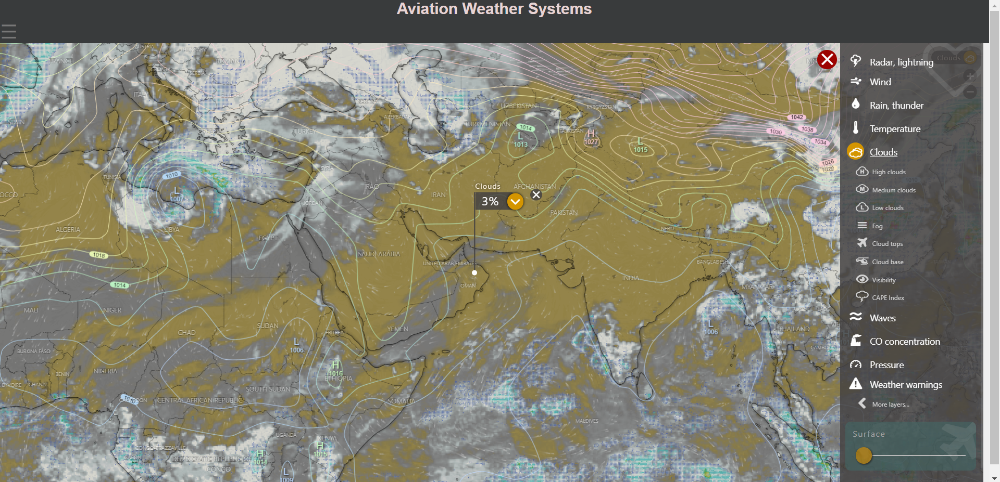 Aviation Weather Systems
AUSTRIA
HUNGARY
FRANCE
ROMANIA
CROATIA
SERBIA
ITALY
BULGARIA
GEORGIA
SPAIN
GREECE
TURKEY
AZERBAIJAN
UZBEKISTAN
KYRGYZSTAN
TURKMENISTAN
TAJIKISTAN
1014
L
1013
H
1027
L
1015
1042
1038
1030
1034
1026
1022
TUNISIA
1010
L
1007
SYRIA
IRAQ
IRAN
JORDAN
OCCO
Clouds
3%
AFGHANISTAN
PAKISTAN
NEPAL
ALGERIA
LIBYA
EGYPT
1018
SAUDI ARABIA
UNITED ARAB EMIRATES
BANGLADESH
OMAN
INDIA
MYANMAR
1014
MALI
NIGER
CHAD
SUDAN
ERITREA
YEMEN
LAOS
L
1006
L
1006
THAILAND
BURKINA FASO
H
1016
ETHIOPIA
BENIN
NIGERIA
D'IVOIRE
GHANA
SOUTH SUDAN
CAMEROON
CENTRAL AFRICAN REPUBLIC
SOMALIA
MALDIVES
UGANDA
KENYA
H
1015
CONGO-BRAZZAVILLE
DEMOCRATIC REPUBLIC OF
CONGO
H
1014
L
1009
Clouds
Radar, lightning
Wind
Rain, thunder
Temperature
Clouds
H High clouds
M Medium clouds
L Low clouds
Fog
Cloud tops
Cloud base
Visibility
CAPE Index
Waves
CO concentration
Pressure
Weather warnings
More layers...
Surface